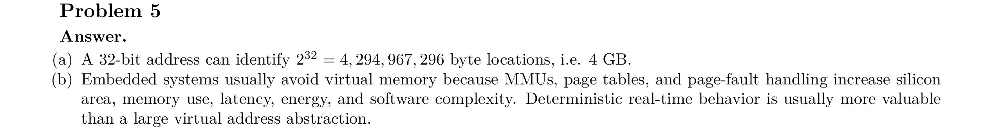 Problem 5
Answer.
(a) A 32-bit address can identify 2^{32} = 4, 294, 967, 296 byte locations, i.e. 4 GB.
(b) Embedded systems usually avoid virtual memory because MMUs, page tables, and page-fault handling increase silicon
area, memory use, latency, energy, and software complexity. Deterministic real-time behavior is usually more valuable
than a large virtual address abstraction.